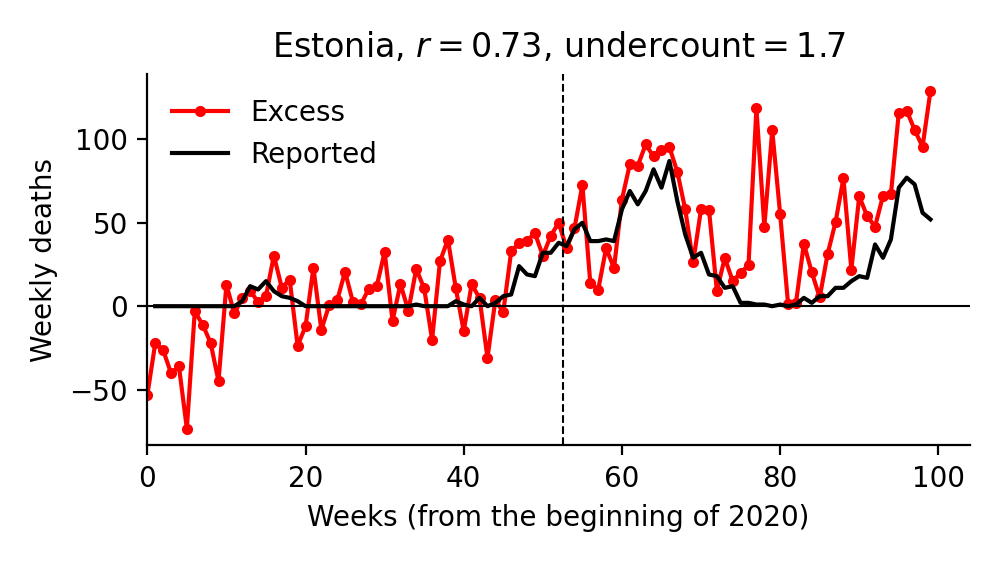 Estonia, r = 0.73, undercount = 1.7
Excess
Reported
Weekly deaths
100
50
0
−50
0 20 40 60 80 100
Weeks (from the beginning of 2020)